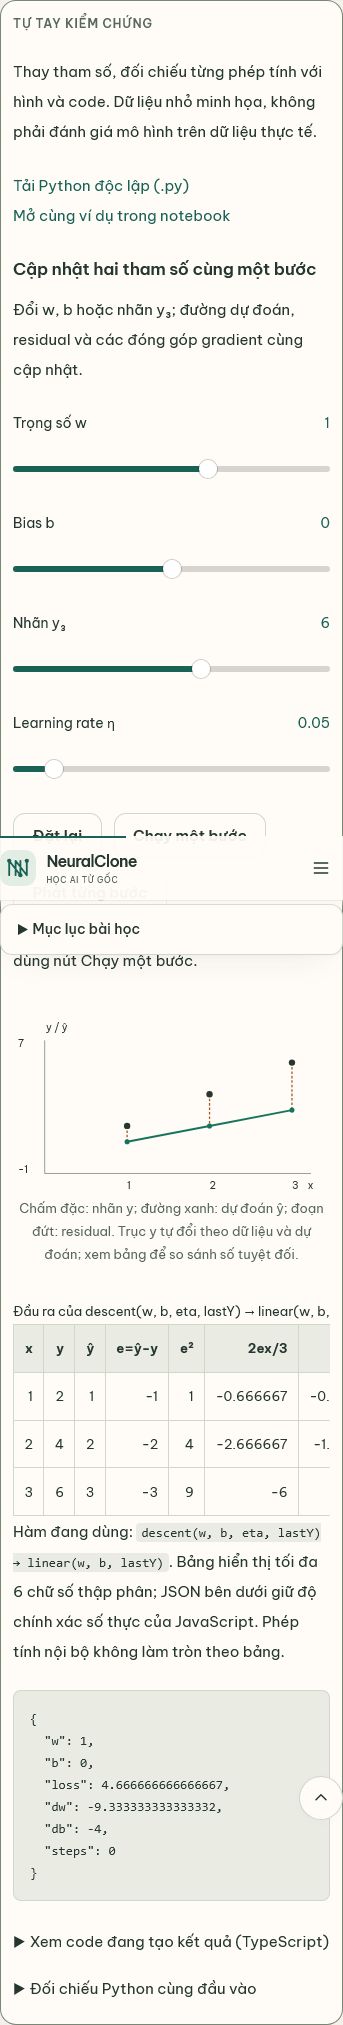 TỰ TAY KIỂM CHỨNG
Thay tham số, đối chiếu từng phép tính với
hình và code. Dữ liệu nhỏ minh họa, không
phải đánh giá mô hình trên dữ liệu thực tế.
Tải Python độc lập (.py)
Mở cùng ví dụ trong notebook
Cập nhật hai tham số cùng một bước
Đổi w, b hoặc nhãn y₃; đường dự đoán,
residual và các đóng góp gradient cùng
cập nhật.
Trọng số w 1
Bias b 0
Nhãn y₃ 6
Learning rate η 0.05
Đặt lại Chạy một bước
NeuralClone
HỌC AI TỪ GỐC
Phát từng bước
▶ Mục lục bài học
dùng nút Chạy một bước.
y / ŷ
7
-1
1 2 3 x
Chấm đặc: nhãn y; đường xanh: dự đoán ŷ; đoạn
đứt: residual. Trục y tự đổi theo dữ liệu và dự
đoán; xem bảng để so sánh số tuyệt đối.
Đầu ra của descent(w, b, eta, lastY) → linear(w, b,
x y ŷ e=ŷ−y e² 2ex/3
1 2 1 −1 1 −0.666667 −0.
2 4 2 −2 4 −2.666667 −1.
3 6 3 −3 9 −6
Hàm đang dùng: descent(w, b, eta, lastY)
→ linear(w, b, lastY). Bảng hiển thị tối đa
6 chữ số thập phân; JSON bên dưới giữ độ
chính xác số thực của JavaScript. Phép
tính nội bộ không làm tròn theo bảng.
{
"w": 1,
"b": 0,
"loss": 4.666666666666667,
"dw": -9.333333333333332,
"db": -4,
"steps": 0
}
▶ Xem code đang tạo kết quả (TypeScript)
▶ Đối chiếu Python cùng đầu vào